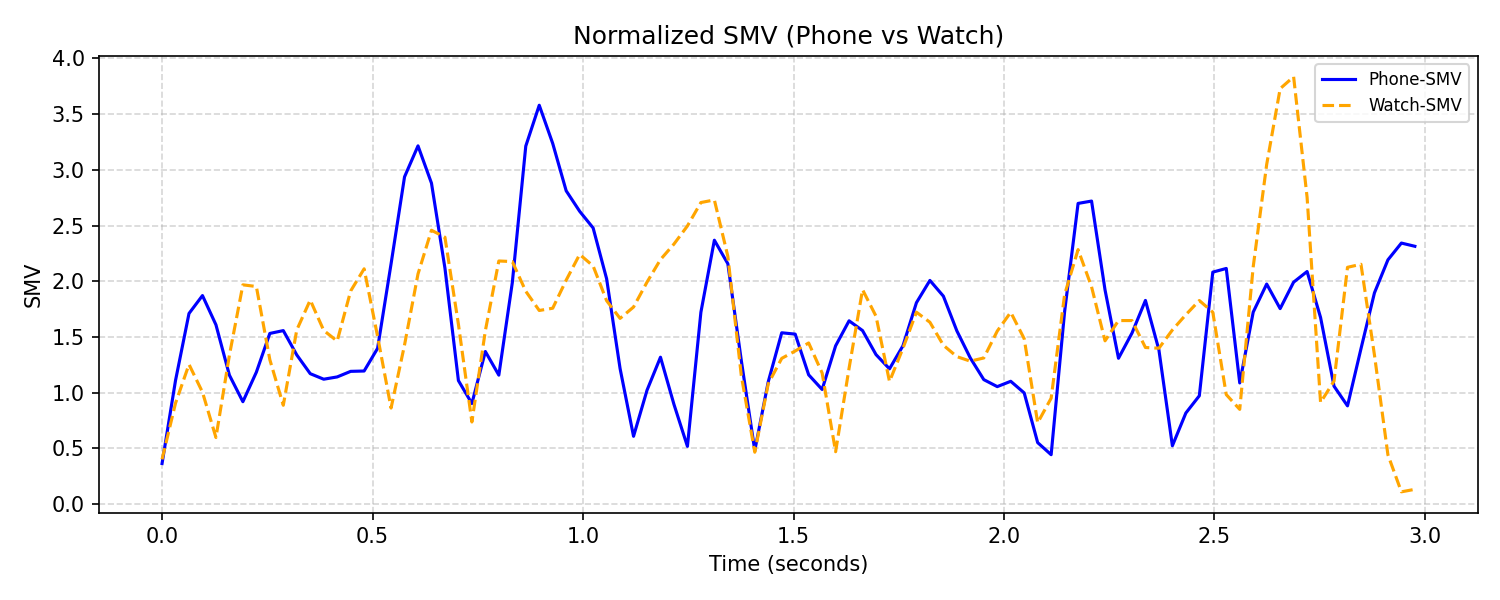 Normalized SMV (Phone vs Watch)
Phone-SMV
Watch-SMV
SMV
4.0
3.5
3.0
2.5
2.0
1.5
1.0
0.5
0.0
0.0 0.5 1.0 1.5 2.0 2.5 3.0
Time (seconds)